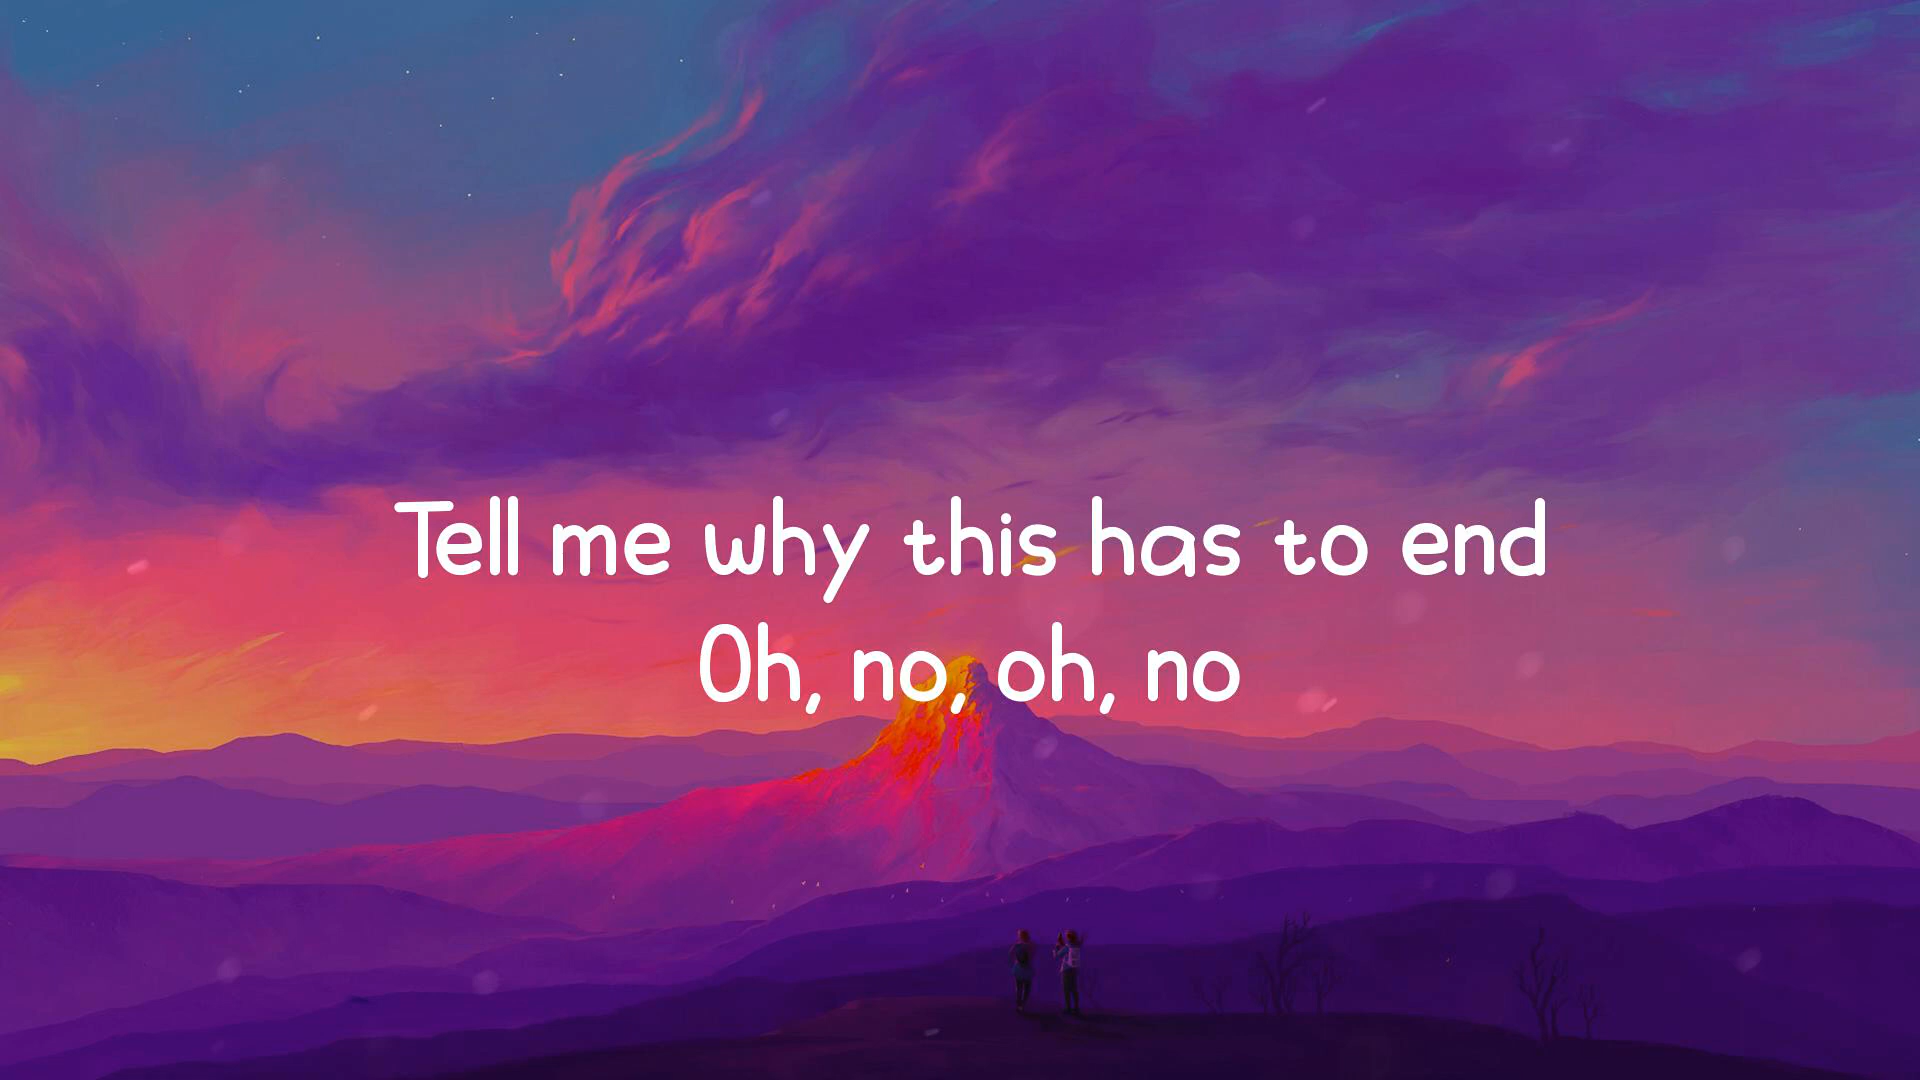 Tell me why this has to end
Oh, no, oh, no